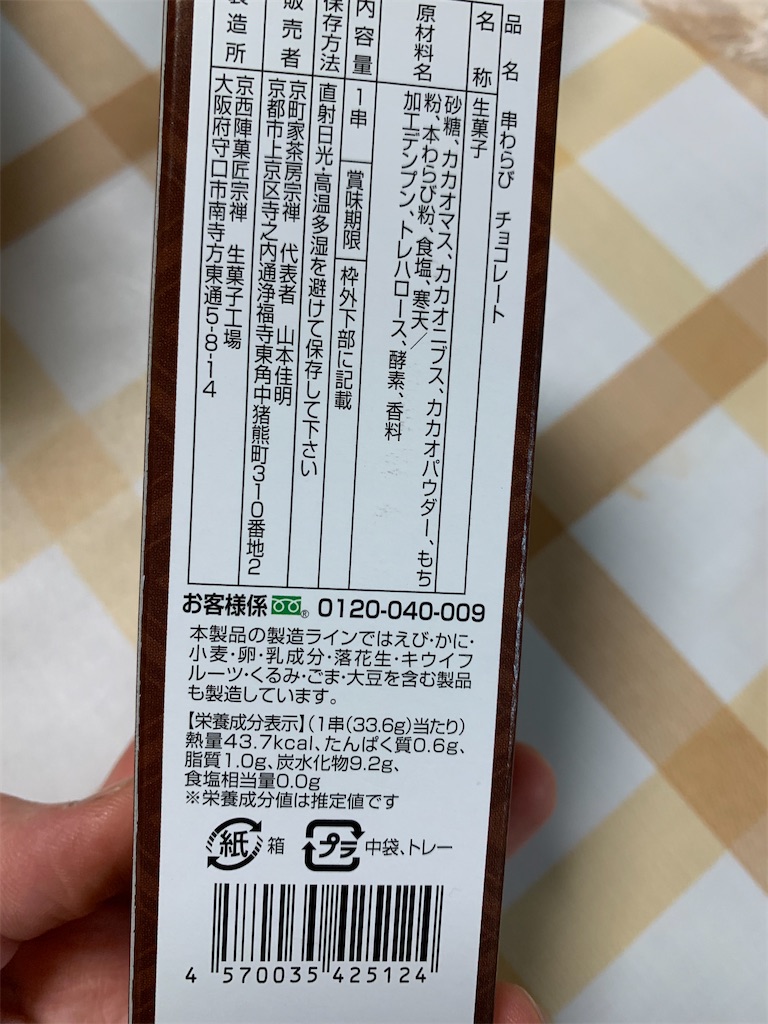 品名 串わらび チョコレート
名称 生菓子
原材料名 砂糖、カカオマス、カカオニブス、カカオパウダー、もち
粉、本わらび粉、食塩、寒天／
加工デンプン、トレハロース、酵素、香料
内容量 1串 賞味期限 枠外下部に記載
保存方法 直射日光・高温多湿を避けて保存して下さい
販売者 京町家茶房宗禅 代表者 山本佳明
京都市上京区寺之内通浄福寺東角中猪熊町310番地2
製造所 京西陣菓匠宗禅 生菓子工場
大阪府守口市南寺方東通5-8-14
お客様係 ® 0120-040-009
本製品の製造ラインではえび・かに・
小麦・卵・乳成分・落花生・キウイフ
ルーツ・くるみ・ごま・大豆を含む製品
も製造しています。
【栄養成分表示】(1串(33.6g)当たり)
熱量43.7kcal、たんぱく質0.6g、
脂質1.0g、炭水化物9.2g、
食塩相当量0.0g
※栄養成分値は推定値です
紙 箱 プラ 中袋、トレー
4 570035 425124